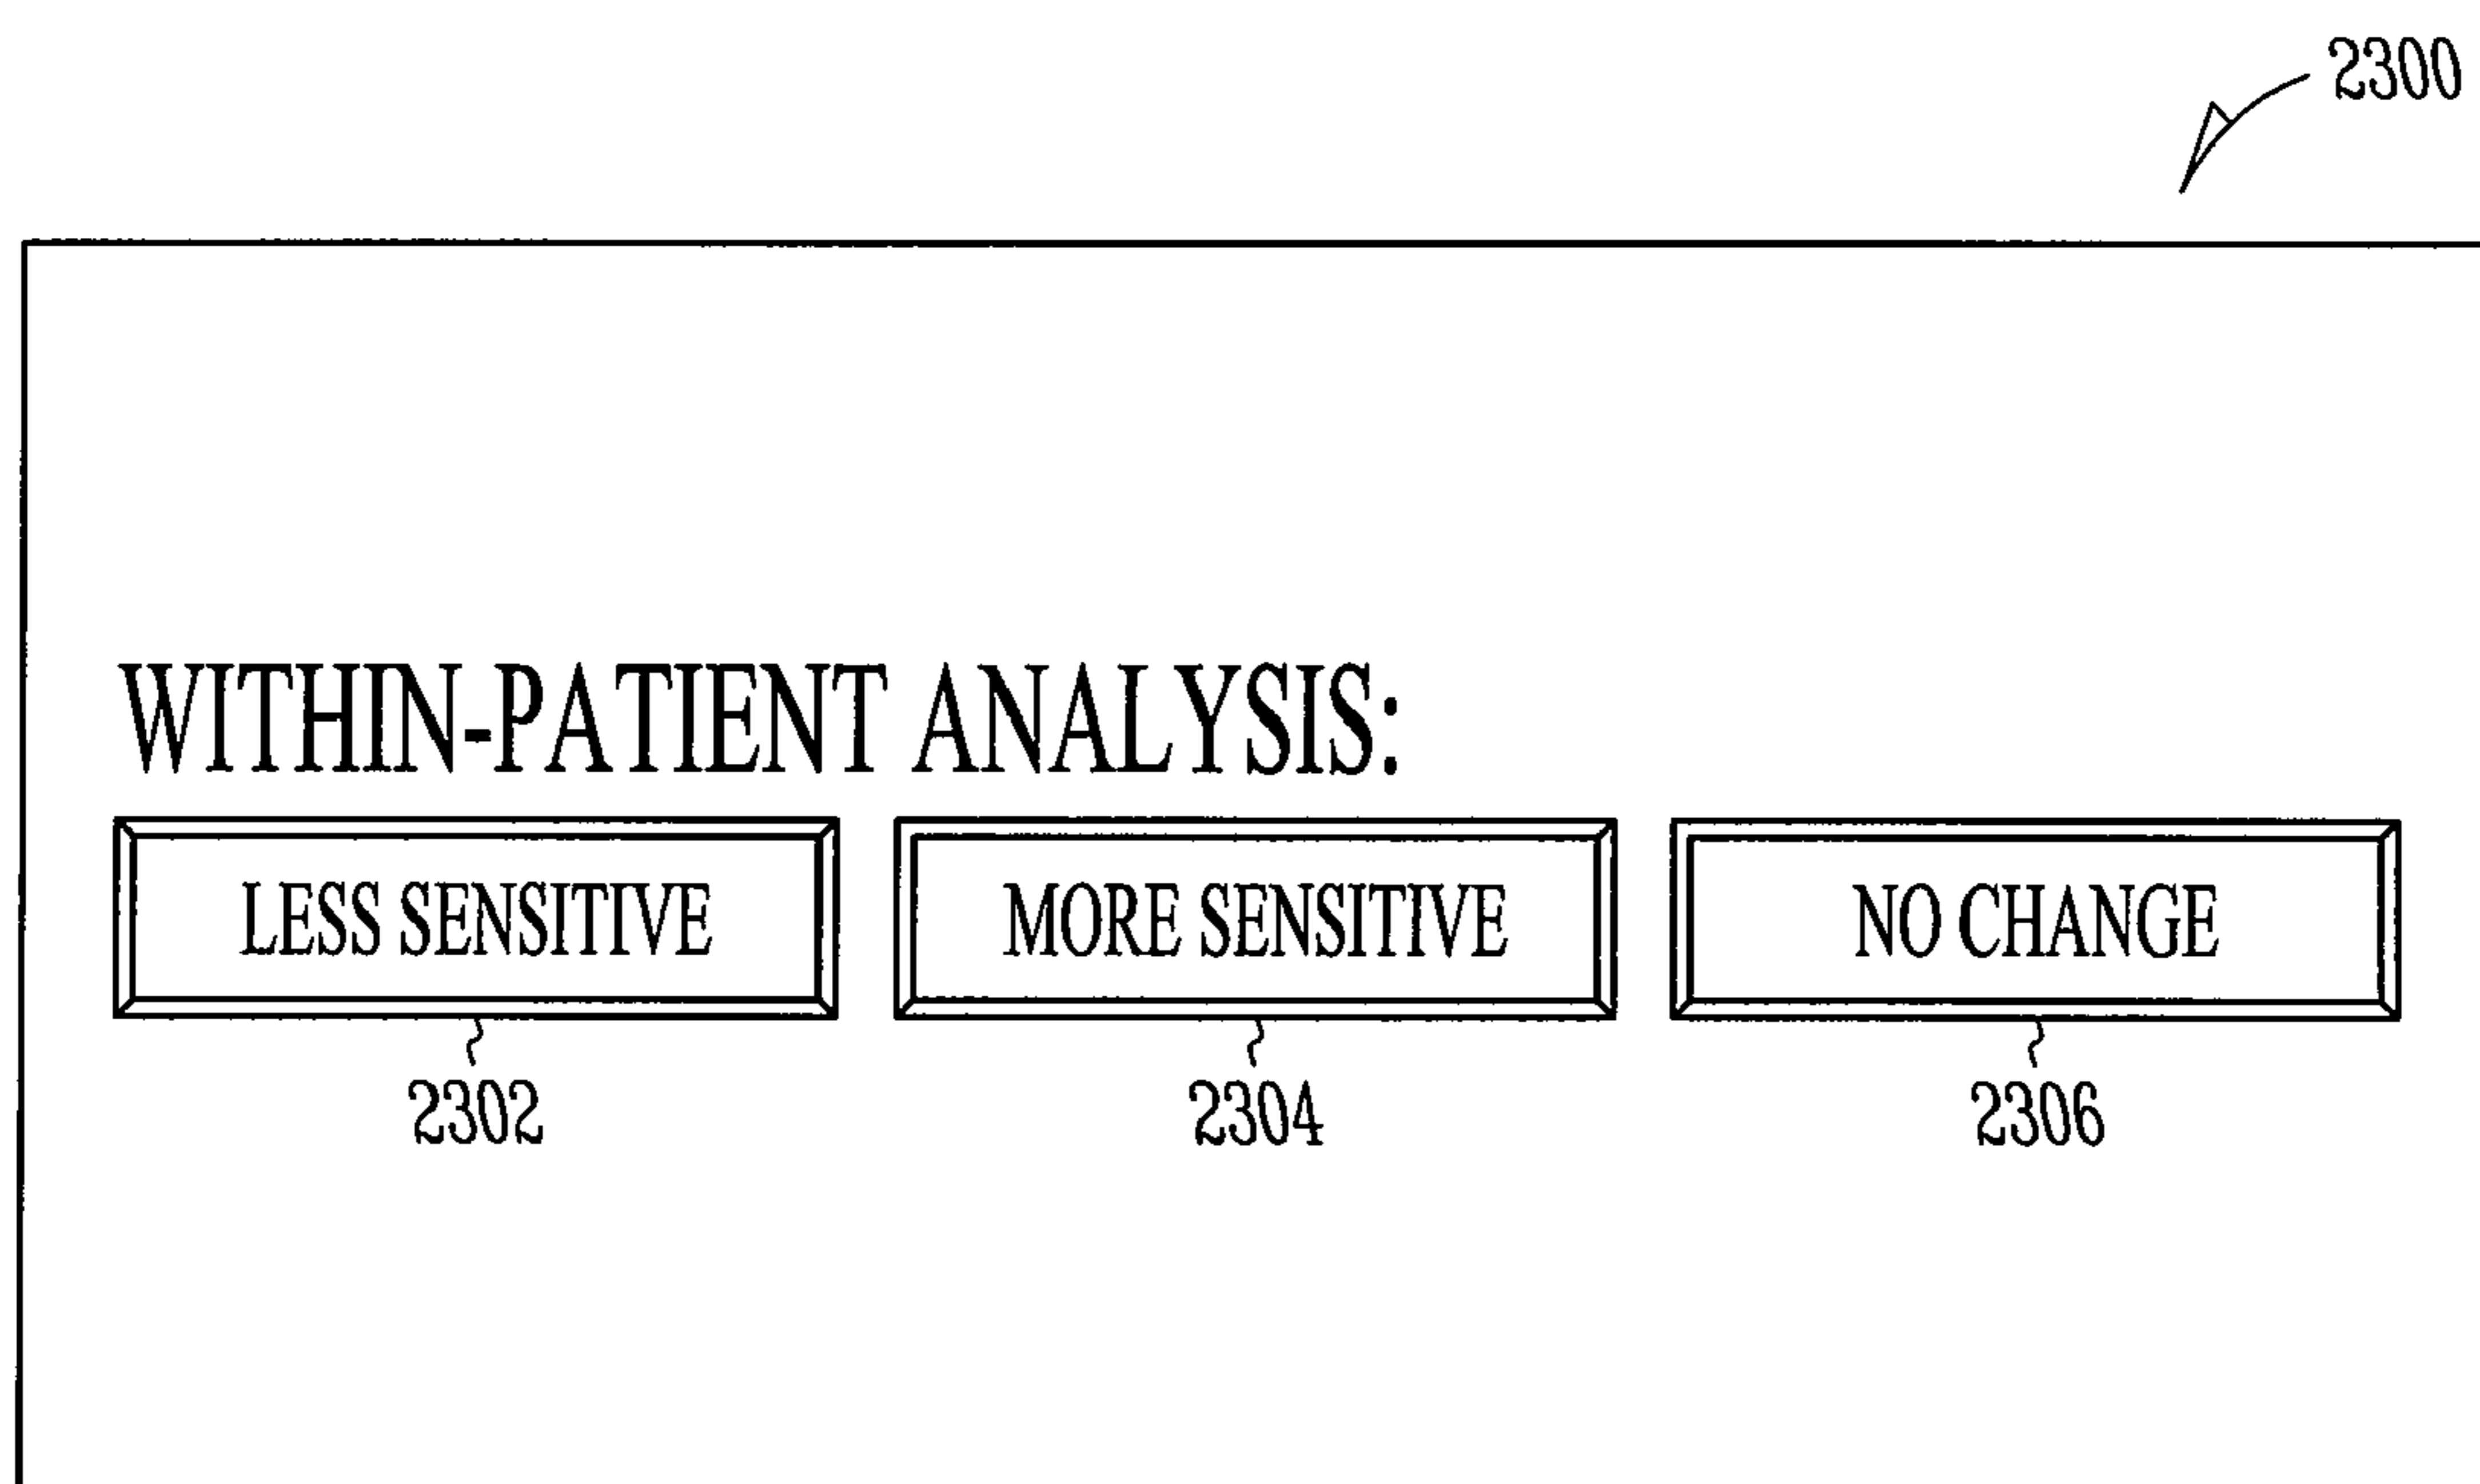 2300
WITHIN-PATIENT ANALYSIS:
LESS SENSITIVE
MORE SENSITIVE
NO CHANGE
2302
2304
2306